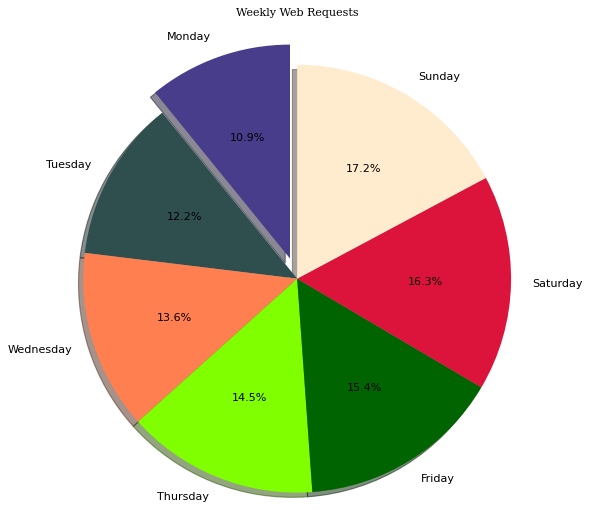 Weekly Web Requests
Monday
10.9%
Sunday
17.2%
Tuesday
12.2%
Saturday
16.3%
Wednesday
13.6%
Thursday
14.5%
Friday
15.4%